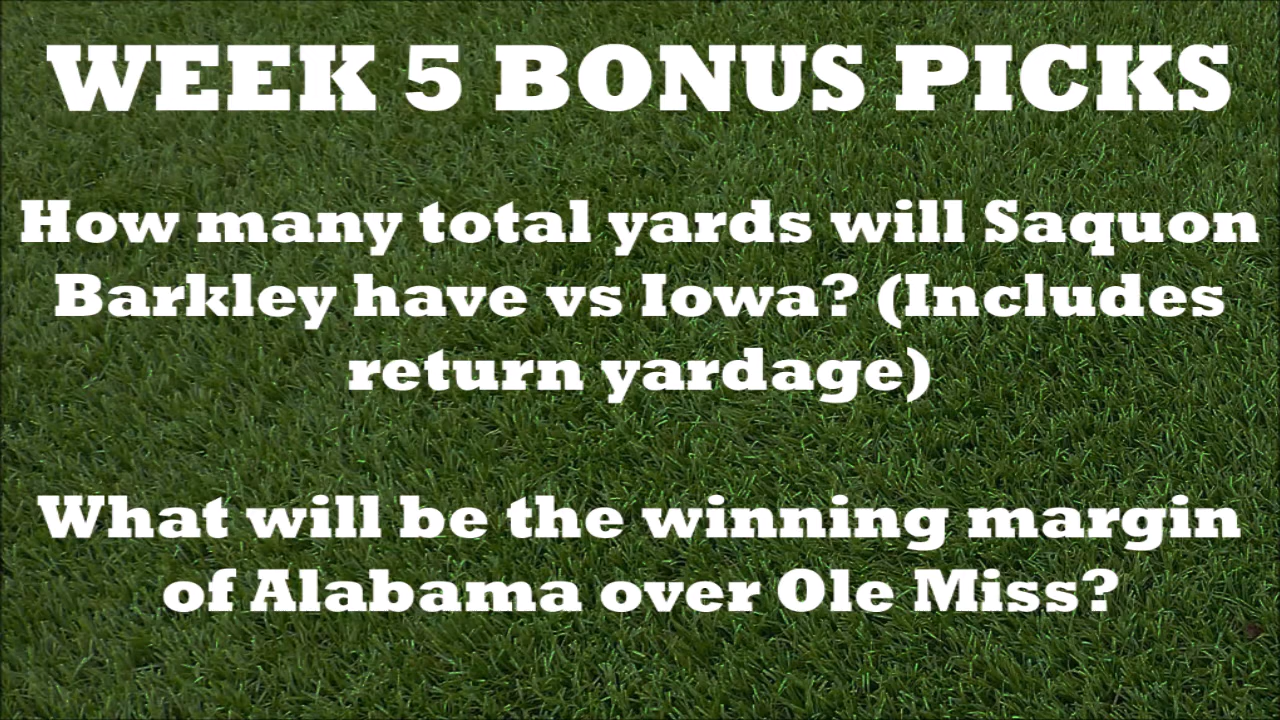 WEEK 5 BONUS PICKS
How many total yards will Saquon
Barkley have vs Iowa? (Includes
return yardage)
What will be the winning margin
of Alabama over Ole Miss?